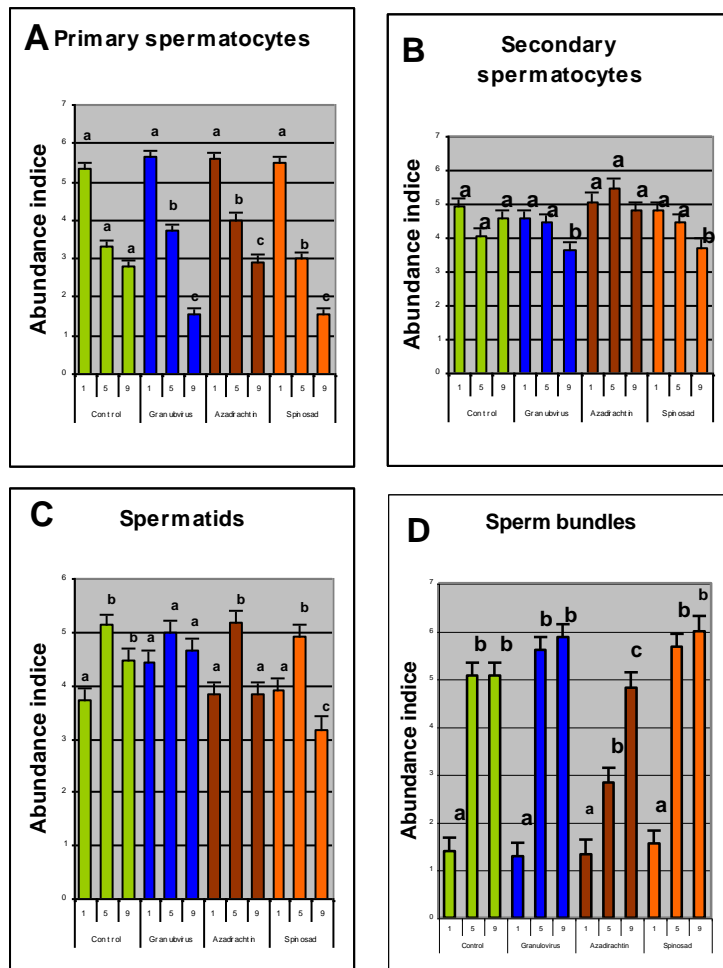 A Primary spermatocytes
Abundance indice
7
6
5
4
3
2
1
0
a a a a b c a b c a b c
1 5 9 1 5 9 1 5 9 1 5 9
Control Granubvirus Azadirachtin Spinosad
B Secondary
spermatocytes
Abundance indice
7
6
5
4
3
2
1
0
a a a a a b a a a a a b
1 5 9 1 5 9 1 5 9 1 5 9
Control Granubvirus Azadirachtin Spinosad
C Spermatids
Abundance indice
6
5
4
3
2
1
0
a b b a a a a b a a b c
1 5 9 1 5 9 1 5 9 1 5 9
Control Granubvirus Azadirachtin Spinosad
D Sperm bundles
Abundance indice
7
6
5
4
3
2
1
0
a b b a b b a b c a b b
1 5 9 1 5 9 1 5 9 1 5 9
Control Granulovirus Azadirachtin Spinosad